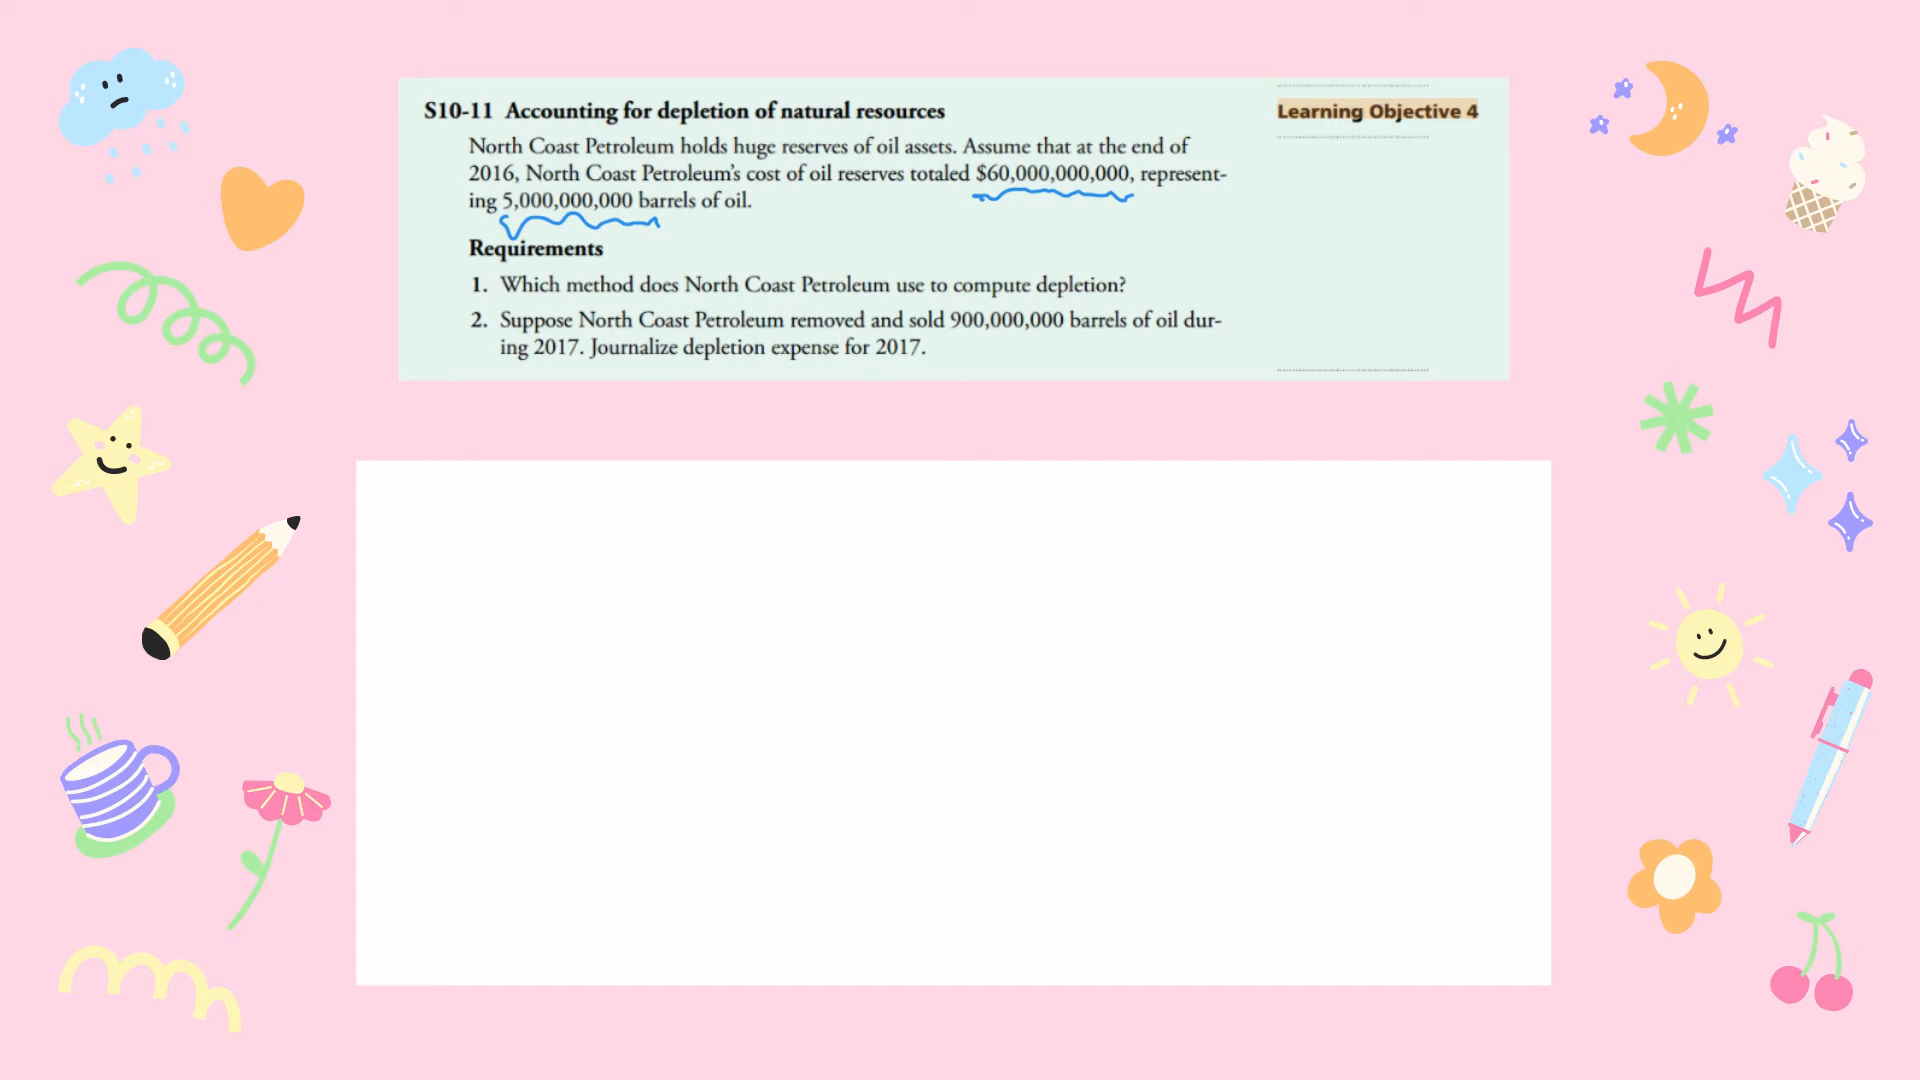 S10-11 Accounting for depletion of natural resources
Learning Objective 4
North Coast Petroleum holds huge reserves of oil assets. Assume that at the end of
2016, North Coast Petroleum’s cost of oil reserves totaled $60,000,000,000, represent-
ing 5,000,000,000 barrels of oil.
Requirements
1. Which method does North Coast Petroleum use to compute depletion?
2. Suppose North Coast Petroleum removed and sold 900,000,000 barrels of oil dur-
ing 2017. Journalize depletion expense for 2017.